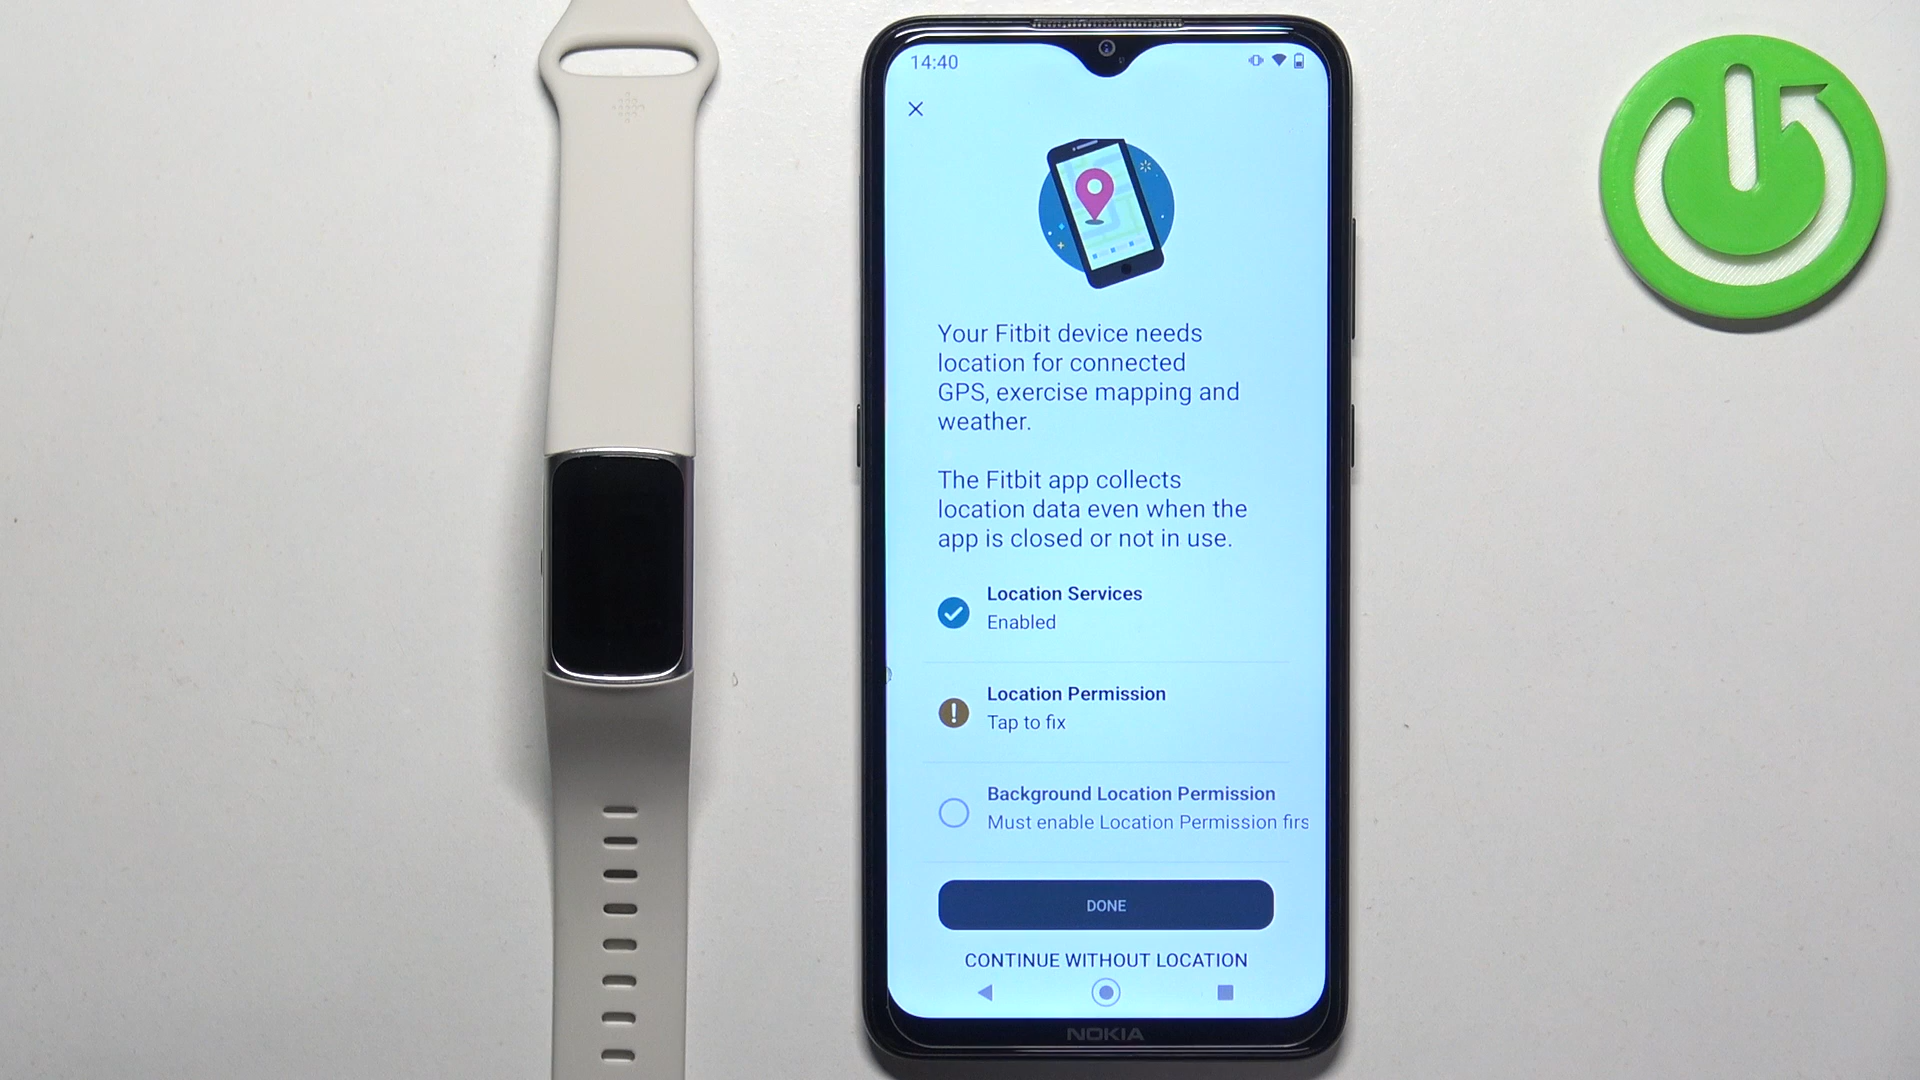 14:40
Your Fitbit device needs
location for connected
GPS, exercise mapping and
weather.
The Fitbit app collects
location data even when the
app is closed or not in use.
Location Services
Enabled
Location Permission
Tap to fix
Background Location Permission
Must enable Location Permission firs
DONE
CONTINUE WITHOUT LOCATION
NOKIA